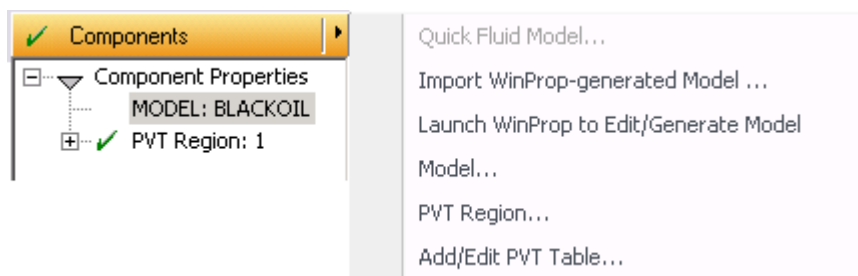 Components
Component Properties
MODEL: BLACKOIL
PVT Region: 1
Quick Fluid Model...
Import WinProp-generated Model ...
Launch WinProp to Edit/Generate Model
Model...
PVT Region...
Add/Edit PVT Table...